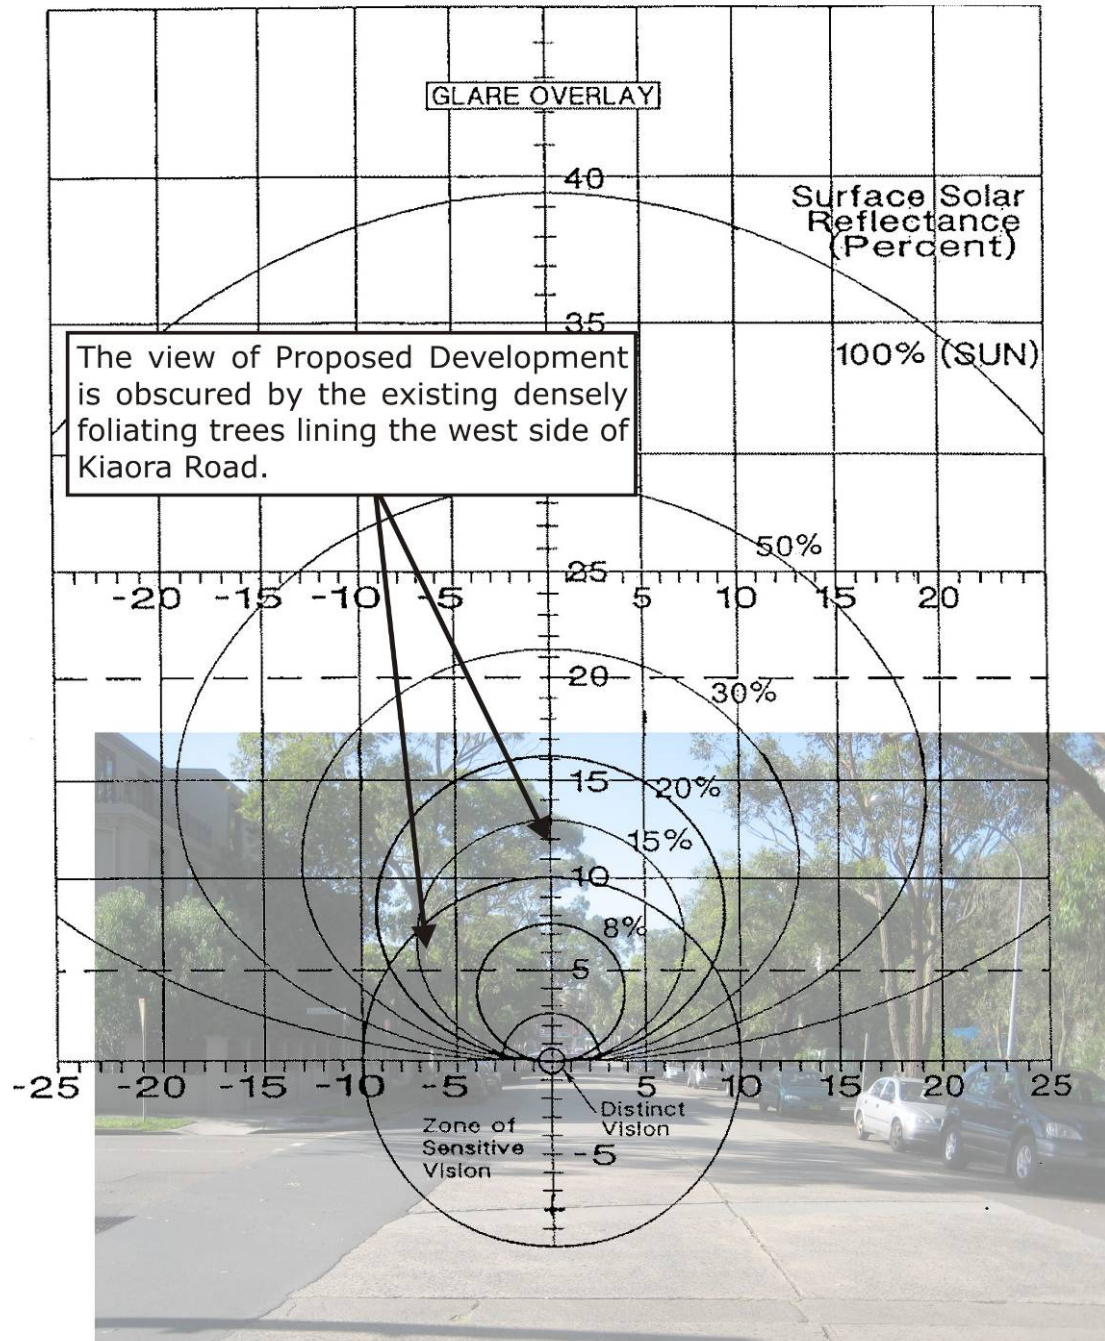 GLARE OVERLAY
40
Surface Solar
Reflectance
(Percent)
35
100% (SUN)
The view of Proposed Development
is obscured by the existing densely
foliating trees lining the west side of
Kiaora Road.
50%
25
-20 -15 -10 -5 5 10 15 20
20
30%
15
20%
15%
10
8%
5
-25 -20 -15 -10 -5 5 10 15 20 25
Distinct
Vision
Zone of
Sensitive
Vision
-5